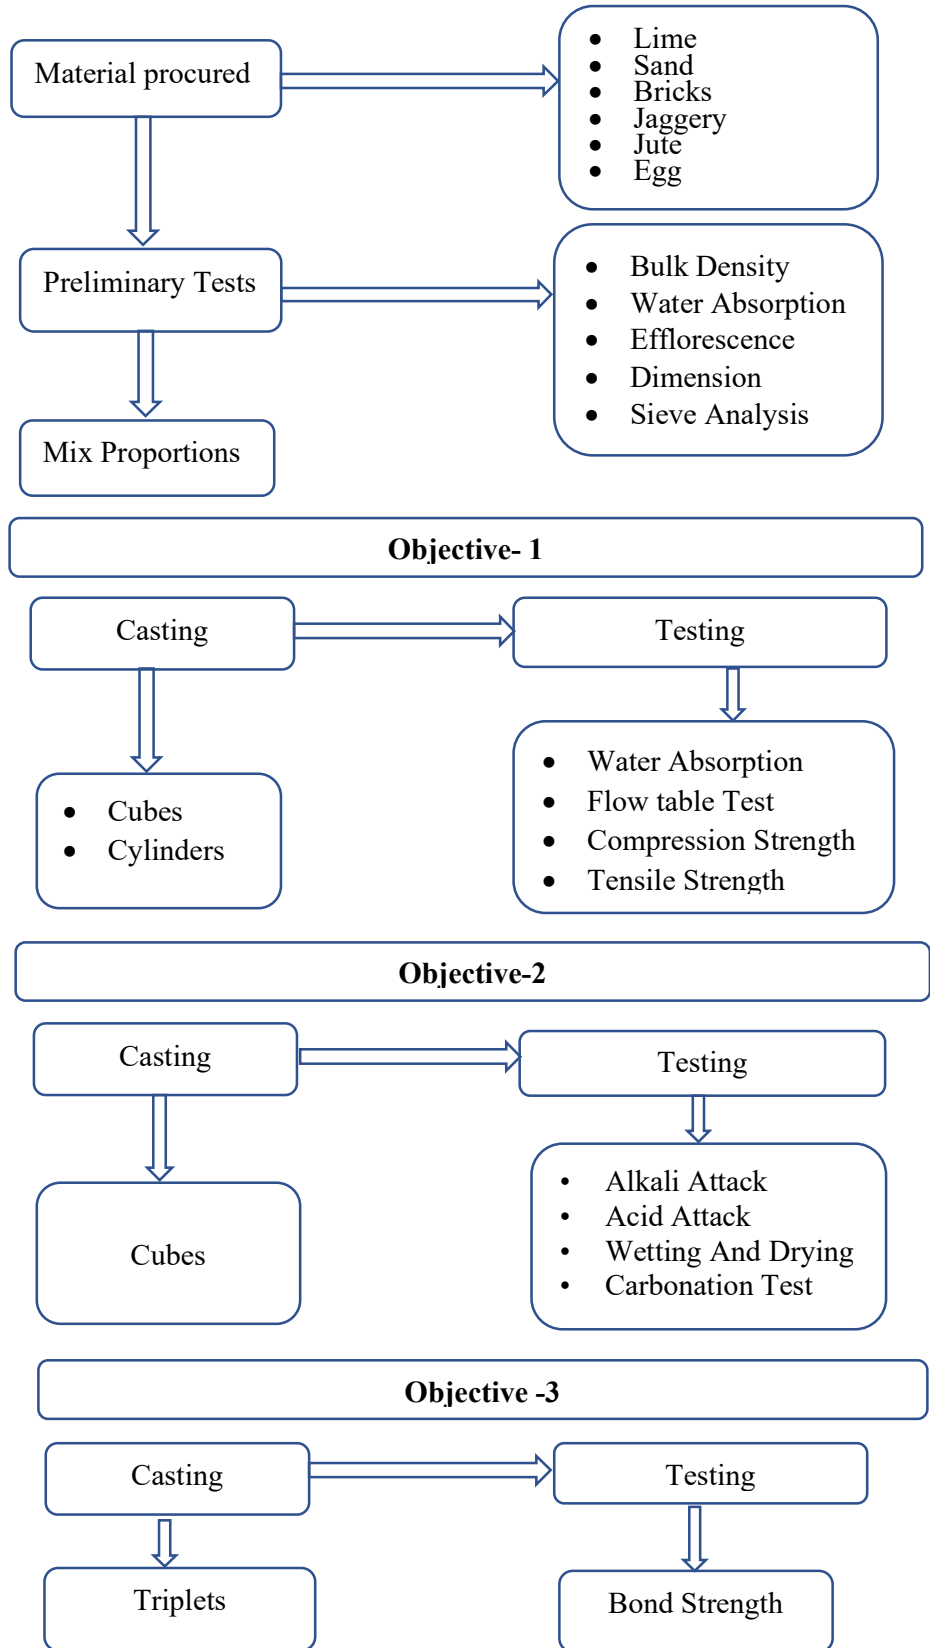 Material procured
• Lime
• Sand
• Bricks
• Jaggery
• Jute
• Egg
Preliminary Tests
• Bulk Density
• Water Absorption
• Efflorescence
• Dimension
• Sieve Analysis
Mix Proportions
Objective- 1
Casting
Testing
• Cubes
• Cylinders
• Water Absorption
• Flow table Test
• Compression Strength
• Tensile Strength
Objective-2
Casting
Testing
Cubes
• Alkali Attack
• Acid Attack
• Wetting And Drying
• Carbonation Test
Objective -3
Casting
Testing
Triplets
Bond Strength